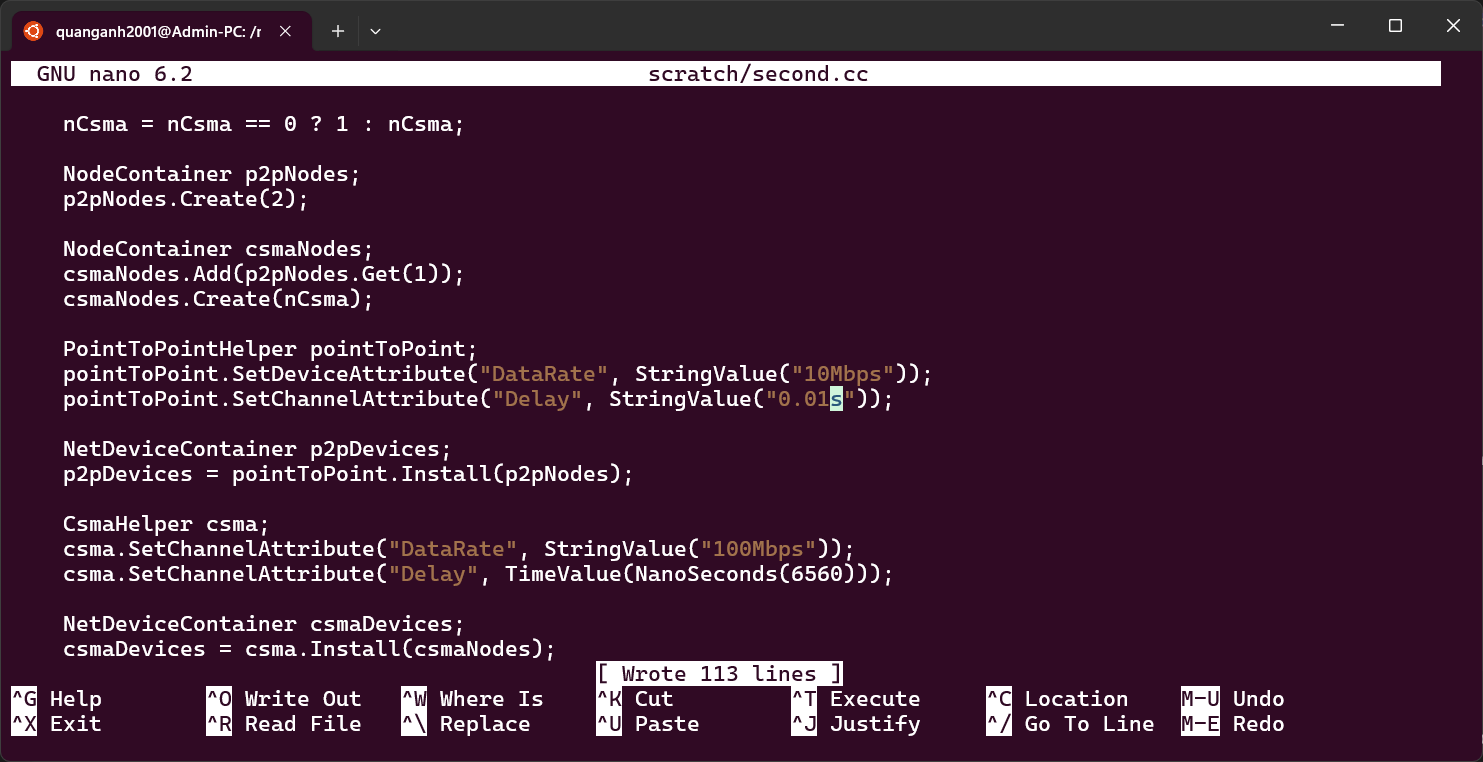 quanganh2001@Admin-PC: /r
GNU nano 6.2 scratch/second.cc
nCsma = nCsma == 0 ? 1 : nCsma;
NodeContainer p2pNodes;
p2pNodes.Create(2);
NodeContainer csmaNodes;
csmaNodes.Add(p2pNodes.Get(1));
csmaNodes.Create(nCsma);
PointToPointHelper pointToPoint;
pointToPoint.SetDeviceAttribute("DataRate", StringValue("10Mbps"));
pointToPoint.SetChannelAttribute("Delay", StringValue("0.01s"));
NetDeviceContainer p2pDevices;
p2pDevices = pointToPoint.Install(p2pNodes);
CsmaHelper csma;
csma.SetChannelAttribute("DataRate", StringValue("100Mbps"));
csma.SetChannelAttribute("Delay", TimeValue(NanoSeconds(6560)));
NetDeviceContainer csmaDevices;
csmaDevices = csma.Install(csmaNodes);
[ Wrote 113 lines ]
^G Help ^O Write Out ^W Where Is ^K Cut ^T Execute ^C Location M-U Undo
^X Exit ^R Read File ^\ Replace ^U Paste ^J Justify ^/ Go To Line M-E Redo